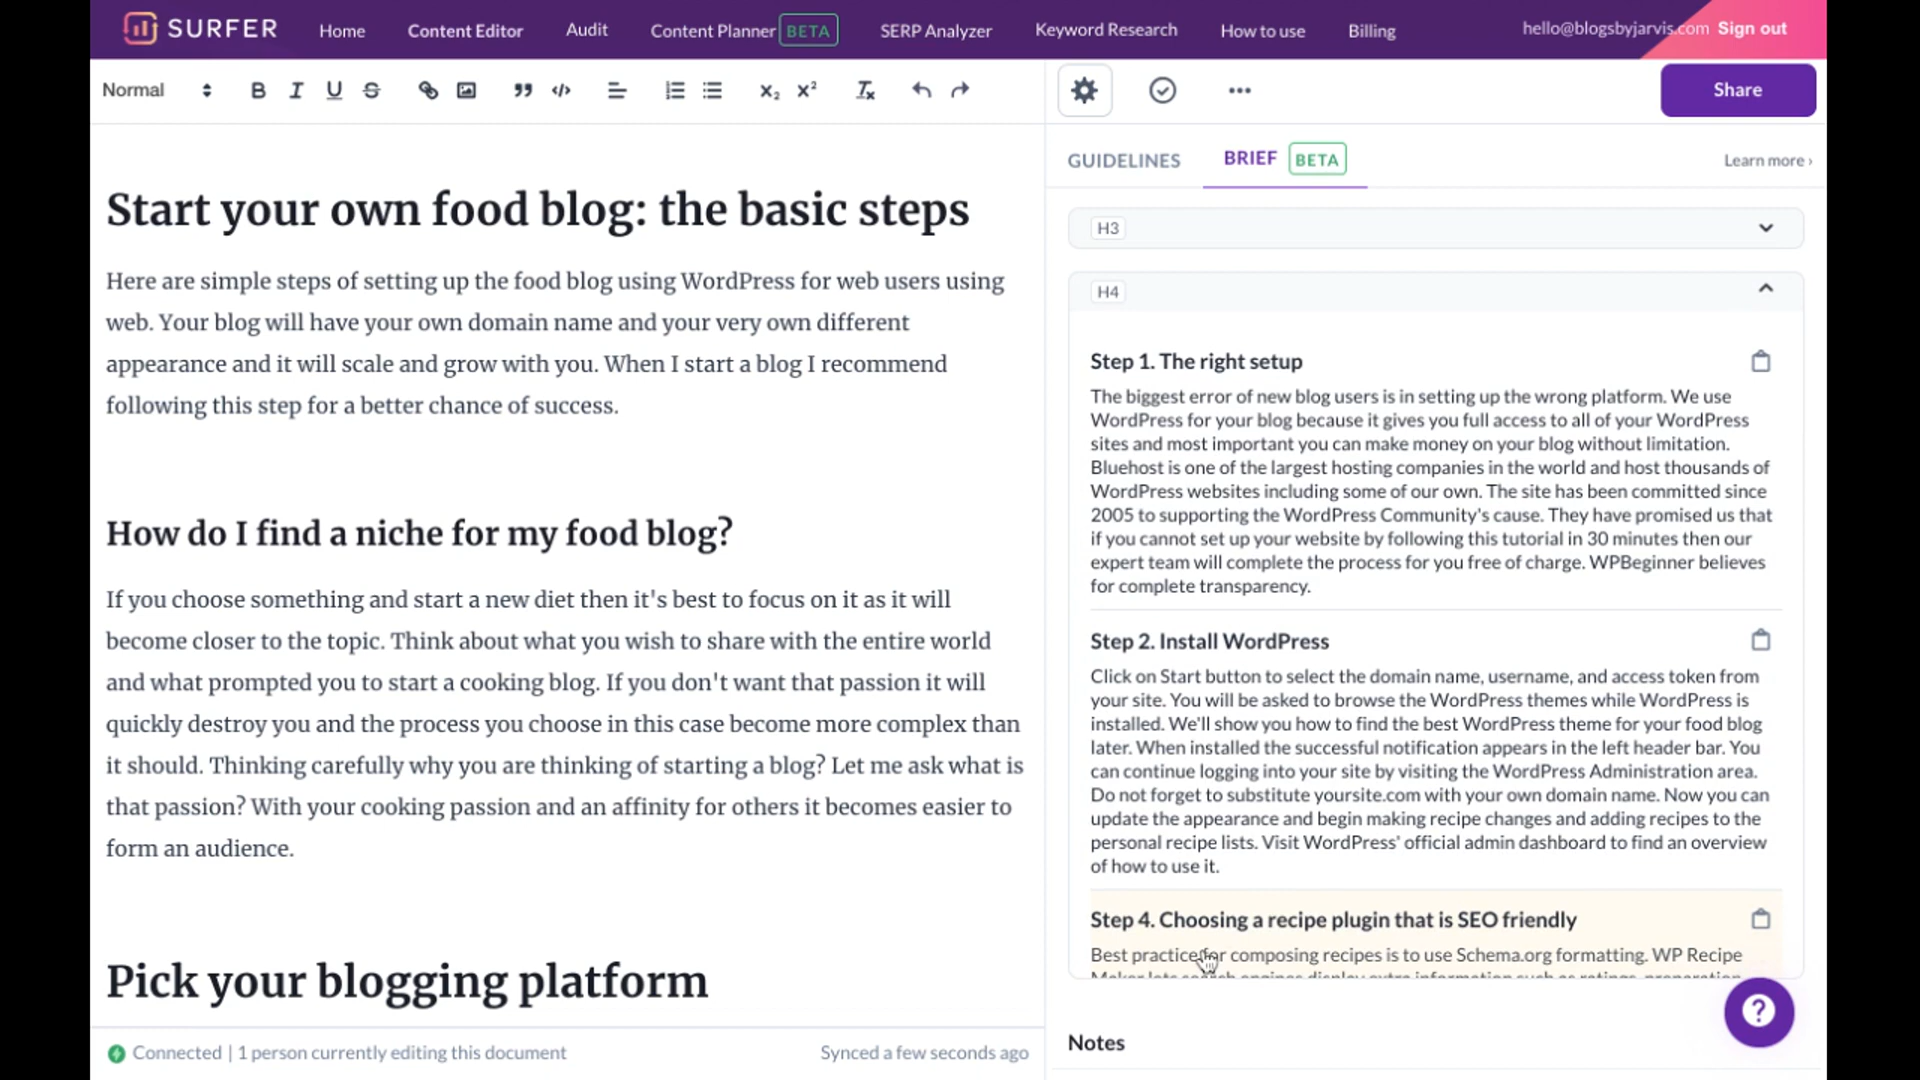 SURFER
Home
Content Editor
Audit
Content Planner BETA
SERP Analyzer
Keyword Research
How to use
Billing
hello@blogsbyjarvis.com
Sign out
Normal
Share
GUIDELINES
BRIEF BETA
Learn more ›
Start your own food blog: the basic steps
Here are simple steps of setting up the food blog using WordPress for web users using
web. Your blog will have your own domain name and your very own different
appearance and it will scale and grow with you. When I start a blog I recommend
following this step for a better chance of success.
How do I find a niche for my food blog?
If you choose something and start a new diet then it's best to focus on it as it will
become closer to the topic. Think about what you wish to share with the entire world
and what prompted you to start a cooking blog. If you don't want that passion it will
quickly destroy you and the process you choose in this case become more complex than
it should. Thinking carefully why you are thinking of starting a blog? Let me ask what is
that passion? With your cooking passion and an affinity for others it becomes easier to
form an audience.
Pick your blogging platform
Connected | 1 person currently editing this document
Synced a few seconds ago
H3
H4
Step 1. The right setup
The biggest error of new blog users is in setting up the wrong platform. We use
WordPress for your blog because it gives you full access to all of your WordPress
sites and most important you can make money on your blog without limitation.
Bluehost is one of the largest hosting companies in the world and host thousands of
WordPress websites including some of our own. The site has been committed since
2005 to supporting the WordPress Community's cause. They have promised us that
if you cannot set up your website by following this tutorial in 30 minutes then our
expert team will complete the process for you free of charge. WPBeginner believes
for complete transparency.
Step 2. Install WordPress
Click on Start button to select the domain name, username, and access token from
your site. You will be asked to browse the WordPress themes while WordPress is
installed. We'll show you how to find the best WordPress theme for your food blog
later. When installed the successful notification appears in the left header bar. You
can continue logging into your site by visiting the WordPress Administration area.
Do not forget to substitute yoursite.com with your own domain name. Now you can
update the appearance and begin making recipe changes and adding recipes to the
personal recipe lists. Visit WordPress' official admin dashboard to find an overview
of how to use it.
Step 4. Choosing a recipe plugin that is SEO friendly
Best practice for composing recipes is to use Schema.org formatting. WP Recipe
Maker lets search engines display extra information such as ratings, preparation
Notes